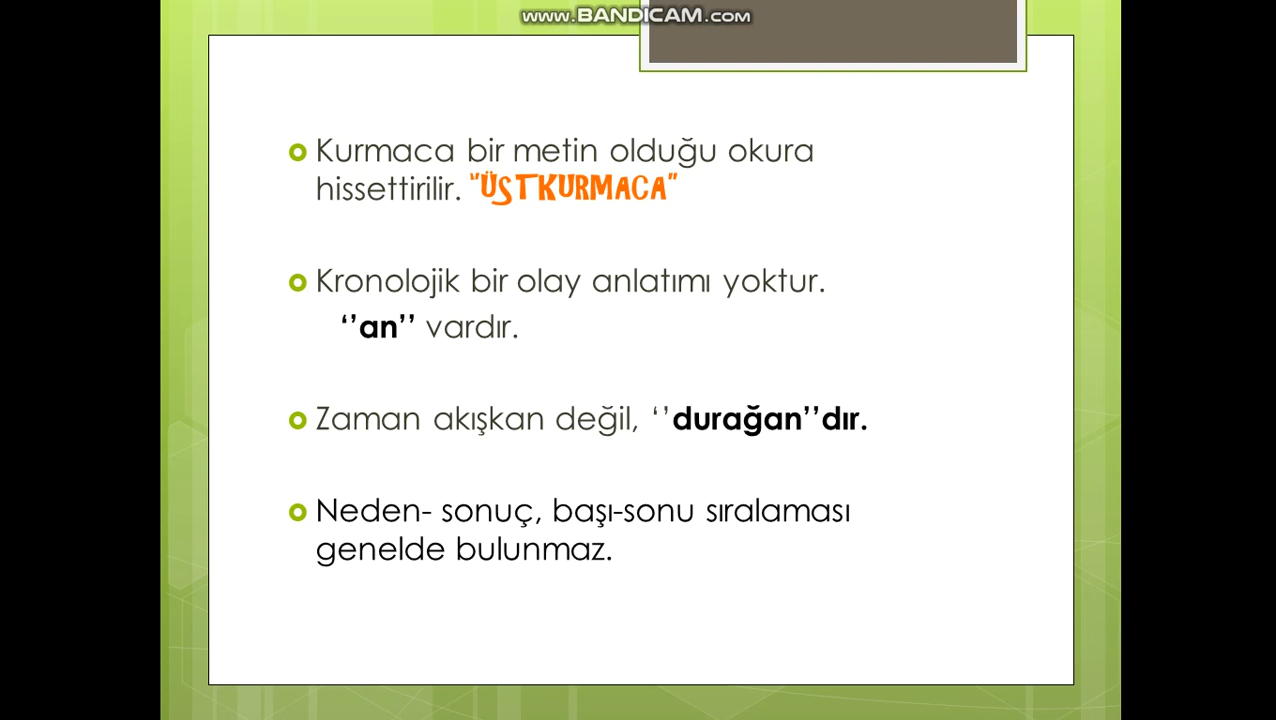 www.BANDICAM.com
Kurmaca bir metin olduğu okura
hissettirilir. "ÜSTKURMACA"
Kronolojik bir olay anlatımı yoktur.
‘’an’’ vardır.
Zaman akışkan değil, ‘’durağan’’dır.
Neden- sonuç, başı-sonu sıralaması
genelde bulunmaz.